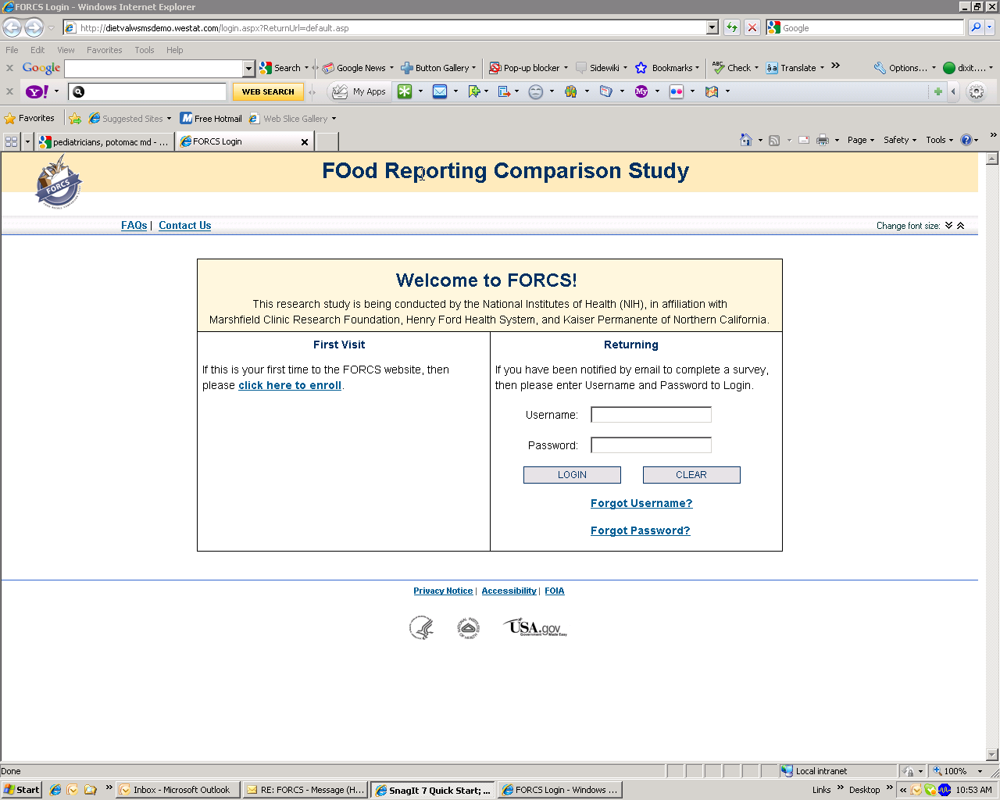 FORCS Login - Windows Internet Explorer
http://dietvalwsmsdemo.westat.com/login.aspx?ReturnUrl=default.asp
Google
File Edit View Favorites Tools Help
Google Search Google News Button Gallery Pop-up blocker Sidewiki Bookmarks Check Translate Options... dixit....
Y! WEB SEARCH My Apps My
Favorites Suggested Sites Free Hotmail Web Slice Gallery
pediatricians, potomac md - ... FORCS Login Page Safety Tools
FORCS
FOod Reporting Comparison Study
FAQs | Contact Us Change font size:
Welcome to FORCS!
This research study is being conducted by the National Institutes of Health (NIH), in affiliation with
Marshfield Clinic Research Foundation, Henry Ford Health System, and Kaiser Permanente of Northern California.
First Visit
If this is your first time to the FORCS website, then
please click here to enroll.
Returning
If you have been notified by email to complete a survey,
then please enter Username and Password to Login.
Username:
Password:
LOGIN CLEAR
Forgot Username?
Forgot Password?
Privacy Notice | Accessibility | FOIA
USA.gov
Government Made Easy
Done Local intranet 100%
Start Inbox - Microsoft Outlook RE: FORCS - Message (H... SnagIt 7 Quick Start; ... FORCS Login - Windows ... Links Desktop 10:53 AM